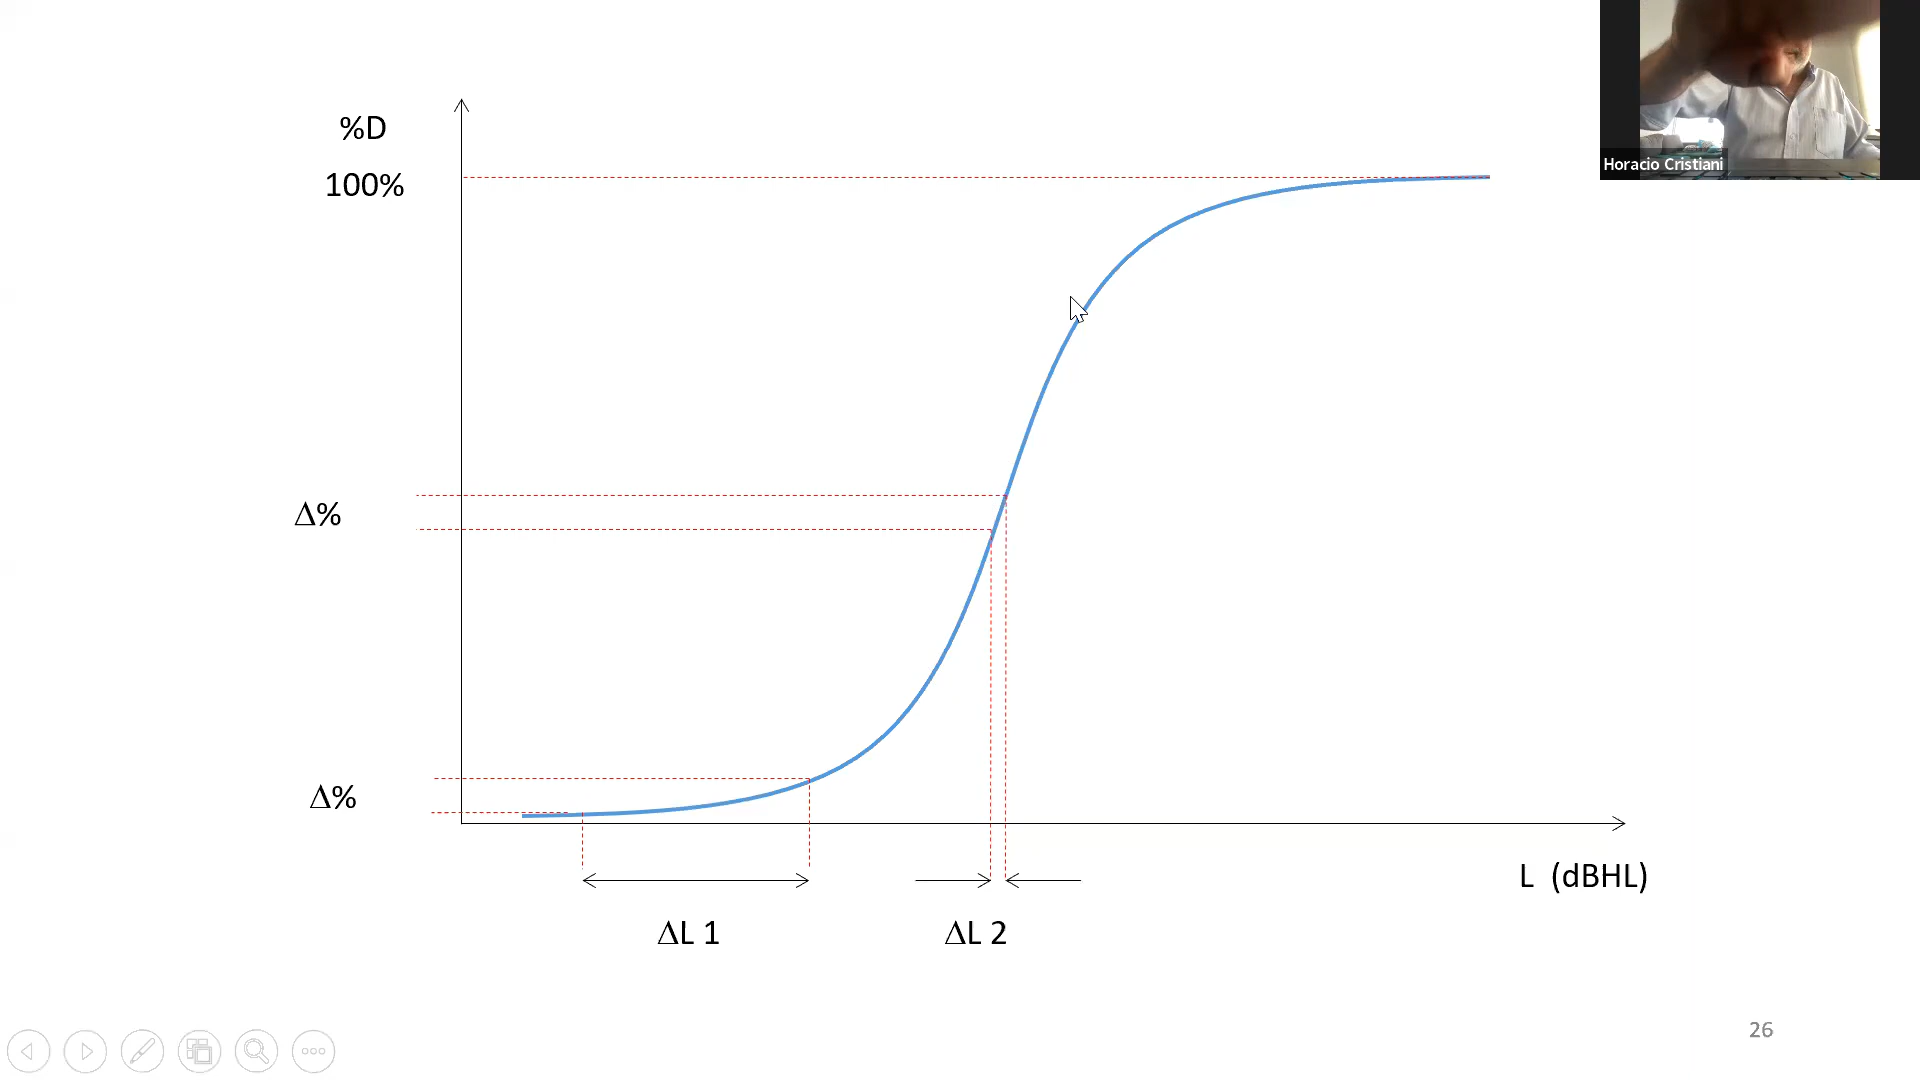 %D
100%
Horacio Cristiani
Δ%
Δ%
L (dBHL)
ΔL 1
ΔL 2
26